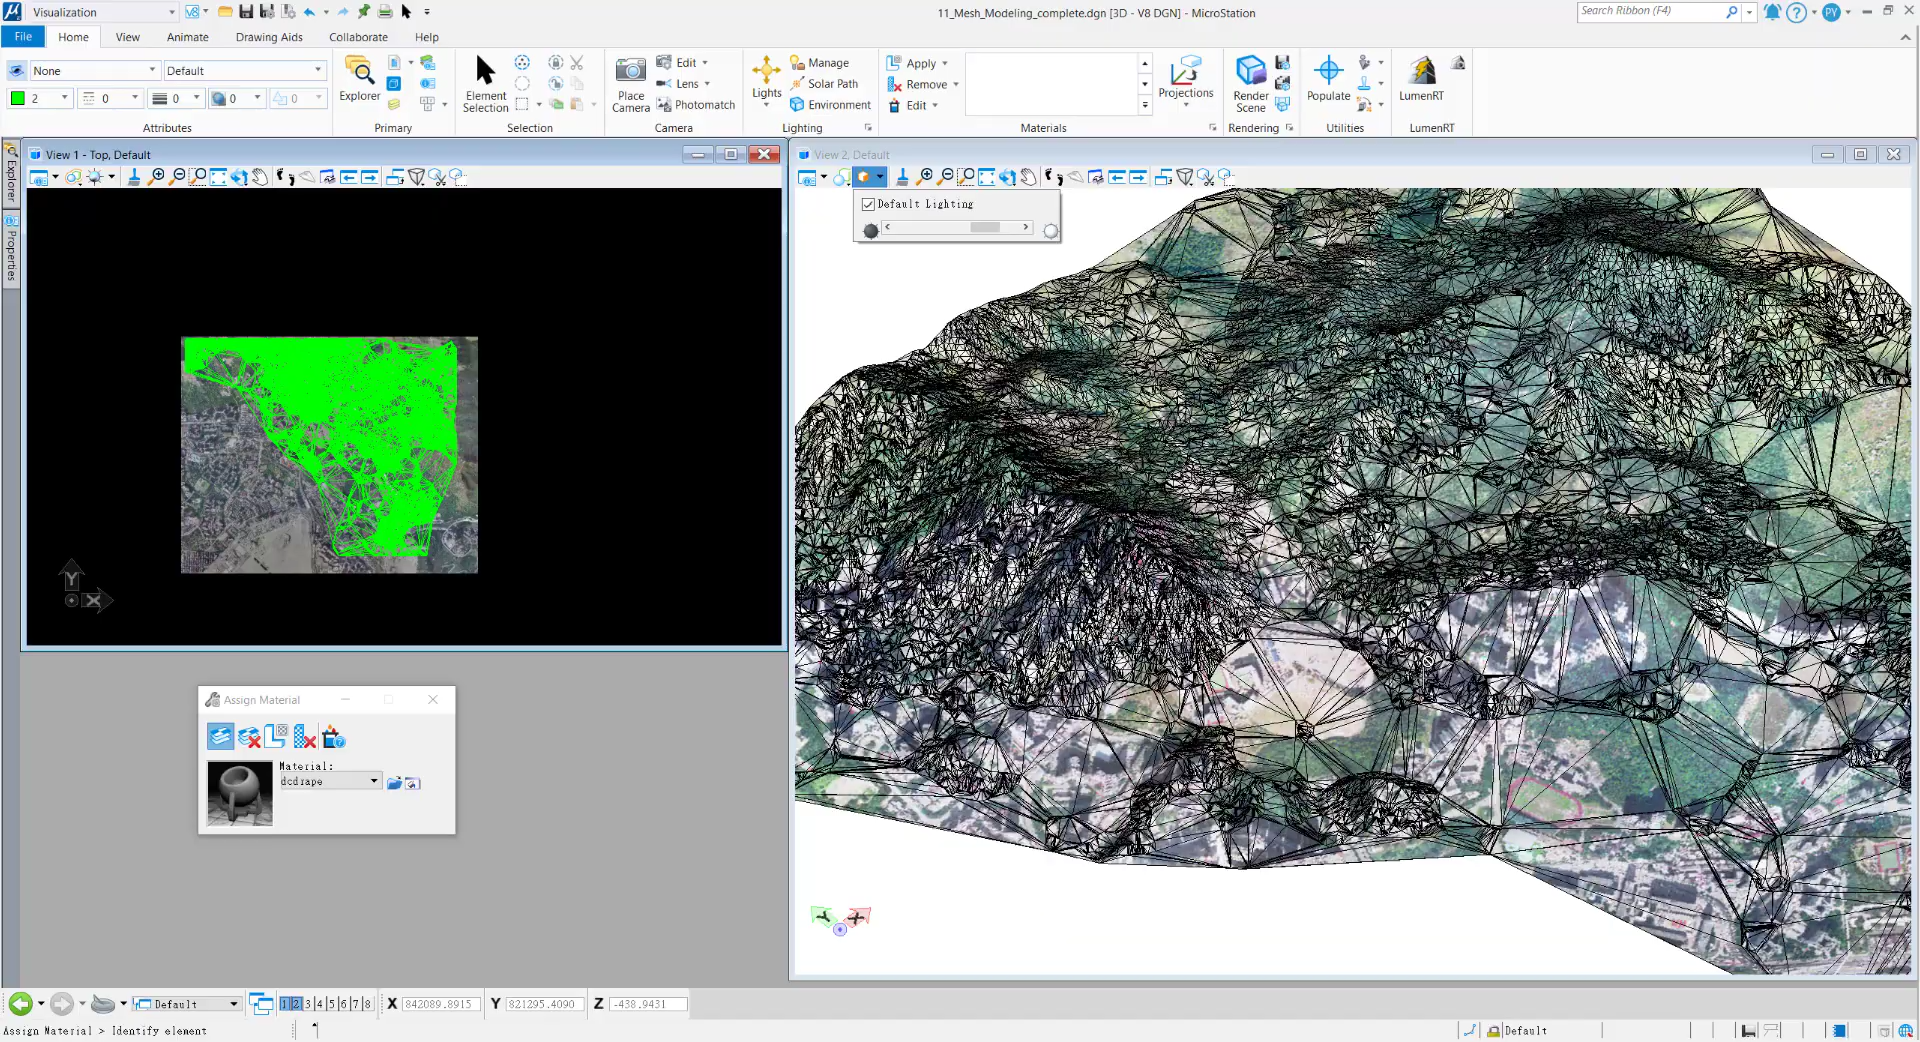 Visualization
11_Mesh_Modeling_complete.dgn [3D - V8 DGN] - MicroStation
Search Ribbon (F4)
PV
File
Home
View
Animate
Drawing Aids
Collaborate
Help
None
Default
2
0
0
0
0
Attributes
Explorer
Primary
Element
Selection
Selection
Place
Camera
Edit
Lens
Photomatch
Camera
Lights
Manage
Solar Path
Environment
Lighting
Apply
Remove
Edit
Materials
Projections
Render
Scene
Rendering
Populate
Utilities
LumenRT
LumenRT
Explorer
Properties
View 1 - Top, Default
Y
X
View 2, Default
Default Lighting
Assign Material
Material:
dcdrape
Default
1 2 3 4 5 6 7 8
X 842089.8915
Y 821295.4090
Z -438.9431
Assign Material > Identify element
Default